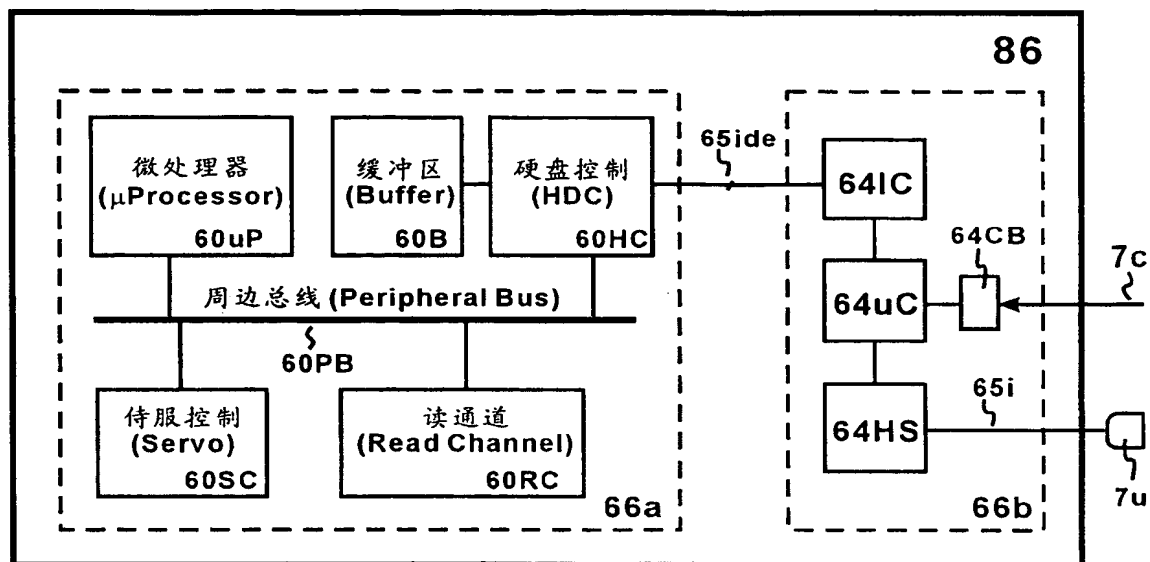 86
微处理器
(μProcessor)
60uP
缓冲区
(Buffer)
60B
硬盘控制
(HDC)
60HC
65ide
64IC
64CB
7c
64uC
周边总线 (Peripheral Bus)
60PB
侍服控制
(Servo)
60SC
读通道
(Read Channel)
60RC
64HS
65i
7u
66a
66b